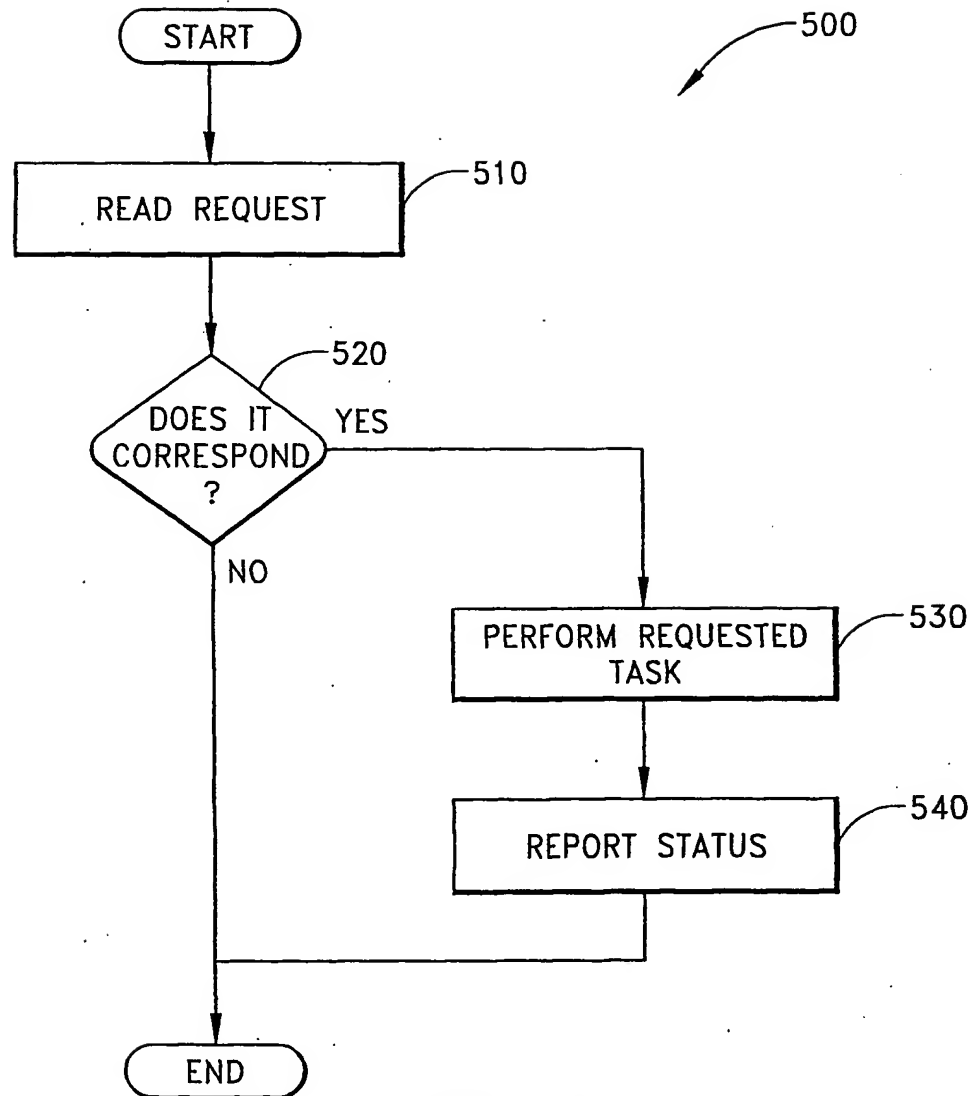 START
500
READ REQUEST
510
520
DOES IT
CORRESPOND
?
YES
NO
PERFORM REQUESTED
TASK
530
REPORT STATUS
540
END